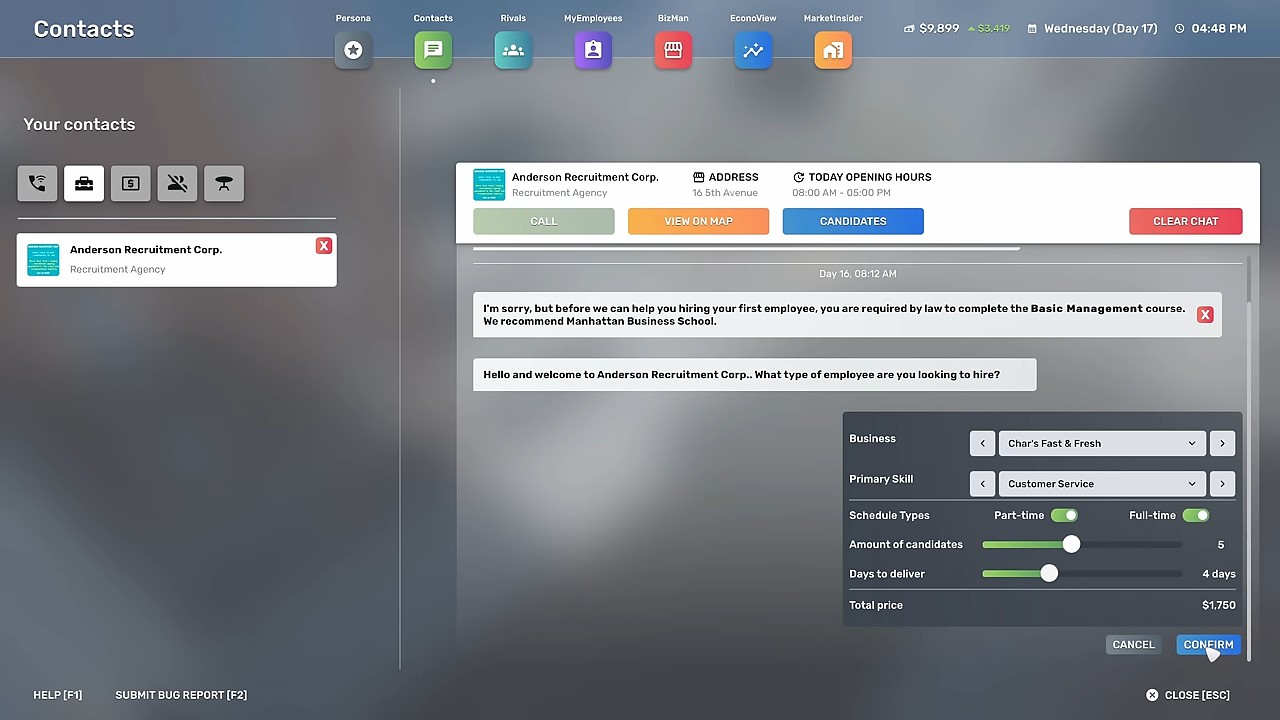 Contacts
Persona
Contacts
Rivals
MyEmployees
BizMan
EconoView
MarketInsider
$9,899
$3,419
Wednesday (Day 17)
04:48 PM
Your contacts
Anderson Recruitment Corp.
Recruitment Agency
X
Anderson Recruitment Corp.
Recruitment Agency
ADDRESS
16 5th Avenue
TODAY OPENING HOURS
08:00 AM - 05:00 PM
CALL
VIEW ON MAP
CANDIDATES
CLEAR CHAT
Day 16, 08:12 AM
I'm sorry, but before we can help you hiring your first employee, you are required by law to complete the Basic Management course.
We recommend Manhattan Business School.
X
Hello and welcome to Anderson Recruitment Corp.. What type of employee are you looking to hire?
Business
Char's Fast & Fresh
Primary Skill
Customer Service
Schedule Types
Part-time
Full-time
Amount of candidates
5
Days to deliver
4 days
Total price
$1,750
CANCEL
CONFIRM
HELP [F1]
SUBMIT BUG REPORT [F2]
CLOSE [ESC]